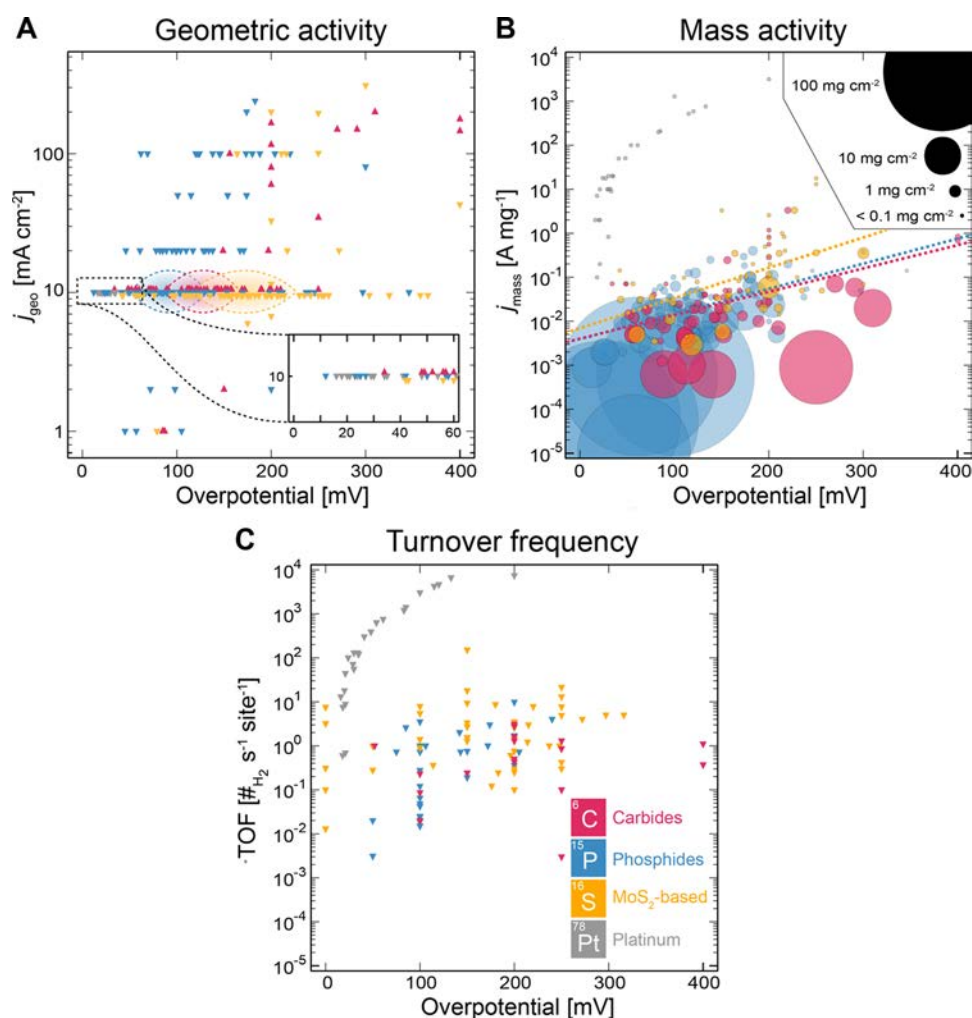 A Geometric activity
j_geo [mA cm⁻²]
100
10
1
0 100 200 300 400
Overpotential [mV]
10
0 20 40 60
B Mass activity
j_mass [A mg⁻¹]
10⁴
10³
10²
10¹
10⁰
10⁻¹
10⁻²
10⁻³
10⁻⁴
10⁻⁵
0 100 200 300 400
Overpotential [mV]
100 mg cm⁻²
10 mg cm⁻²
1 mg cm⁻²
< 0.1 mg cm⁻²
C Turnover frequency
TOF [#H₂ s⁻¹ site⁻¹]
10⁴
10³
10²
10¹
10⁰
10⁻¹
10⁻²
10⁻³
10⁻⁴
10⁻⁵
0 100 200 300 400
Overpotential [mV]
6 C Carbides
15 P Phosphides
16 S MoS₂-based
78 Pt Platinum